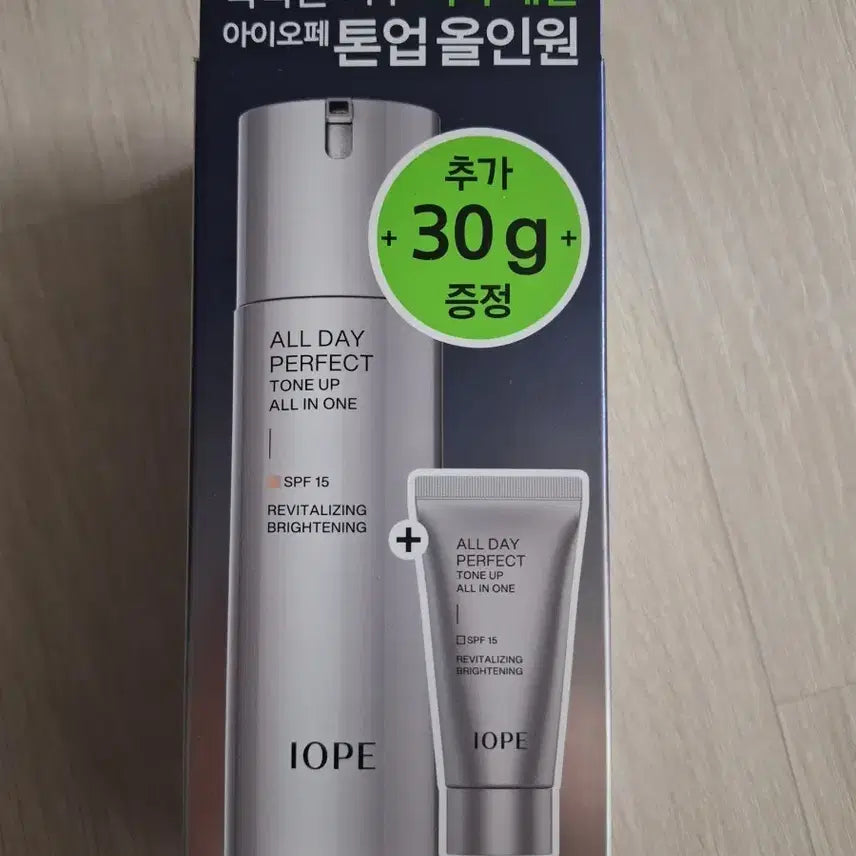 아이오페 톤업 올인원
추가
+ 30g +
증정
ALL DAY
PERFECT
TONE UP
ALL IN ONE
SPF 15
REVITALIZING
BRIGHTENING
IOPE
+
ALL DAY
PERFECT
TONE UP
ALL IN ONE
SPF 15
REVITALIZING
BRIGHTENING
IOPE